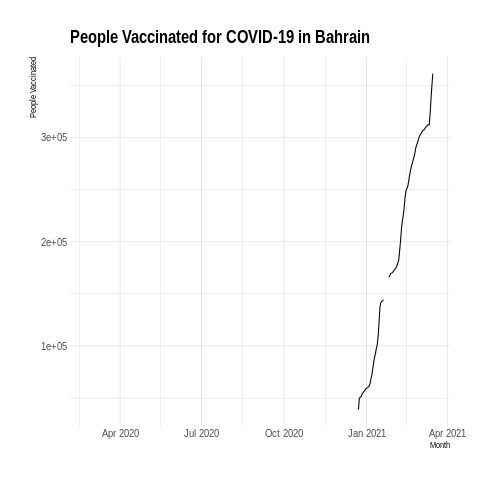 People Vaccinated for COVID-19 in Bahrain
People Vaccinated
3e+05
2e+05
1e+05
Apr 2020 Jul 2020 Oct 2020 Jan 2021 Apr 2021
Month